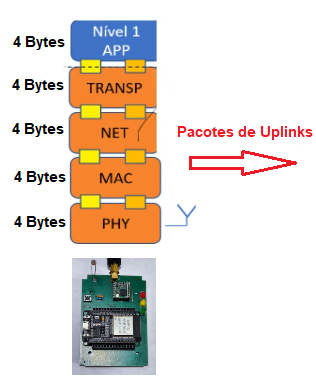 Nível 1
APP
4 Bytes
TRANSP
4 Bytes
NET
4 Bytes
Pacotes de Uplinks
MAC
4 Bytes
PHY
4 Bytes